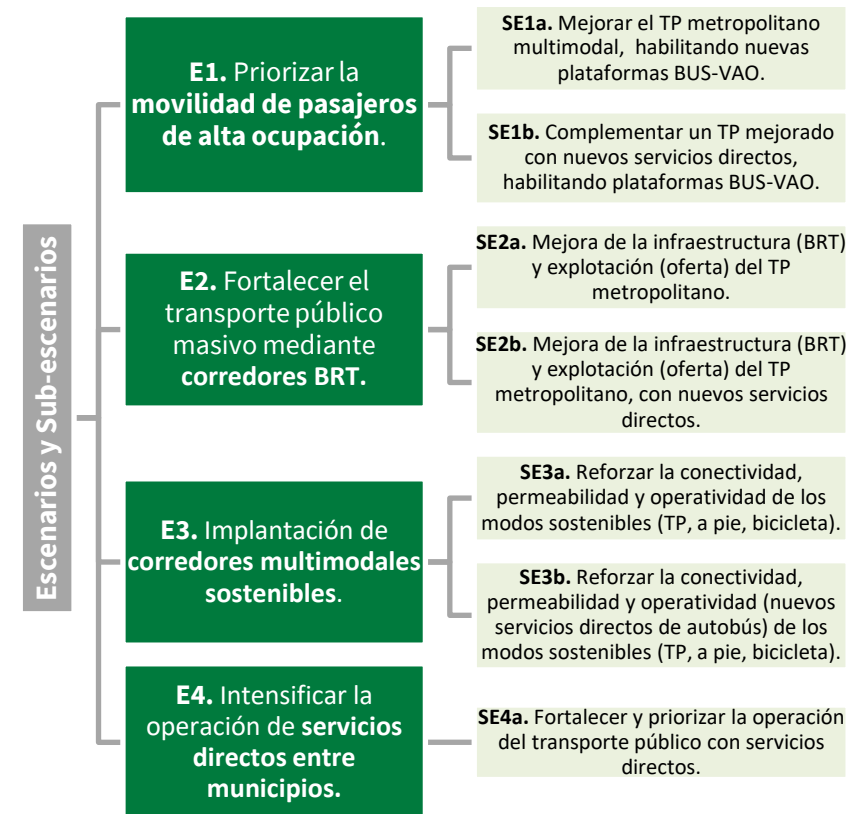 Escenarios y Sub-escenarios
E1. Priorizar la
movilidad de pasajeros
de alta ocupación.
SE1a. Mejorar el TP metropolitano
multimodal, habilitando nuevas
plataformas BUS-VAO.
SE1b. Complementar un TP mejorado
con nuevos servicios directos,
habilitando plataformas BUS-VAO.
E2. Fortalecer el
transporte público
masivo mediante
corredores BRT.
SE2a. Mejora de la infraestructura (BRT)
y explotación (oferta) del TP
metropolitano.
SE2b. Mejora de la infraestructura (BRT)
y explotación (oferta) del TP
metropolitano, con nuevos servicios
directos.
E3. Implantación de
corredores multimodales
sostenibles.
SE3a. Reforzar la conectividad,
permeabilidad y operatividad de los
modos sostenibles (TP, a pie, bicicleta).
SE3b. Reforzar la conectividad,
permeabilidad y operatividad (nuevos
servicios directos de autobús) de los
modos sostenibles (TP, a pie, bicicleta).
E4. Intensificar la
operación de servicios
directos entre
municipios.
SE4a. Fortalecer y priorizar la operación
del transporte público con servicios
directos.